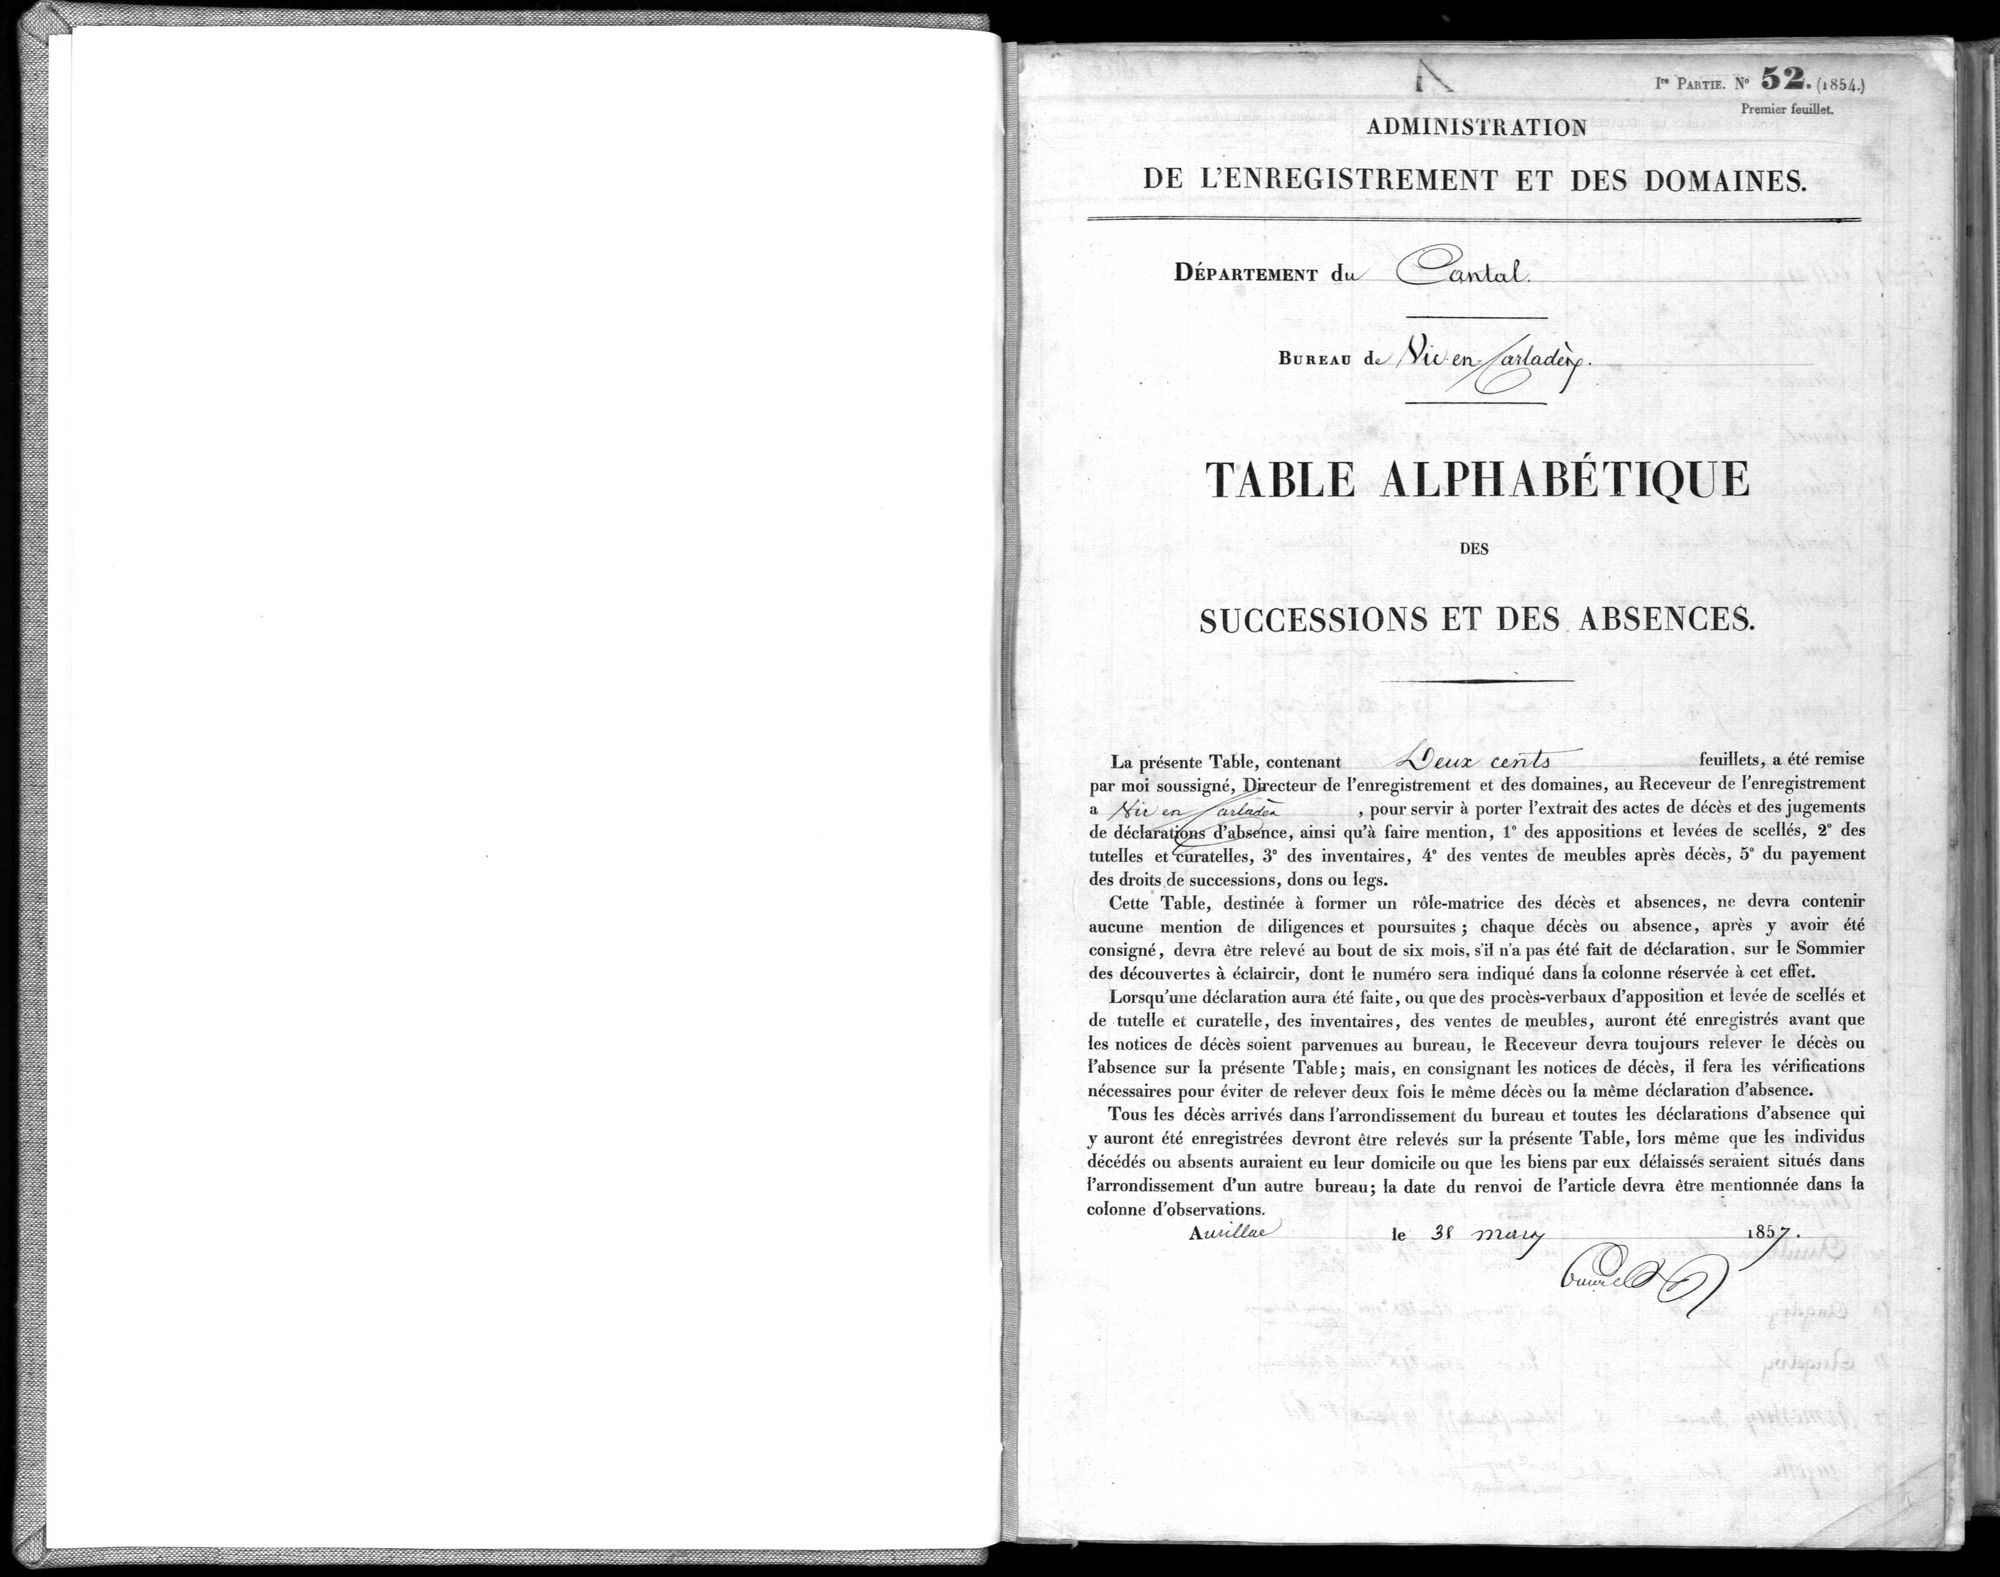 Iʳᵉ PARTIE. Nº 52. (1854.)
Premier feuillet.
ADMINISTRATION
DE L'ENREGISTREMENT ET DES DOMAINES.
DÉPARTEMENT du Cantal.
BUREAU de Vic en Carladès.
TABLE ALPHABÉTIQUE
DES
SUCCESSIONS ET DES ABSENCES.
La présente Table, contenant Deux cents feuillets, a été remise
par moi soussigné, Directeur de l'enregistrement et des domaines, au Receveur de l'enregistrement
a Vic en Carladès, pour servir à porter l'extrait des actes de décès et des jugements
de déclarations d'absence, ainsi qu'à faire mention, 1° des appositions et levées de scellés, 2° des
tutelles et curatelles, 3° des inventaires, 4° des ventes de meubles après décès, 5° du payement
des droits de successions, dons ou legs.
Cette Table, destinée à former un rôle-matrice des décès et absences, ne devra contenir
aucune mention de diligences et poursuites ; chaque décès ou absence, après y avoir été
consigné, devra être relevé au bout de six mois, s'il n'a pas été fait de déclaration, sur le Sommier
des découvertes à éclaircir, dont le numéro sera indiqué dans la colonne réservée à cet effet.
Lorsqu'une déclaration aura été faite, ou que des procès-verbaux d'apposition et levée de scellés et
de tutelle et curatelle, des inventaires, des ventes de meubles, auront été enregistrés avant que
les notices de décès soient parvenues au bureau, le Receveur devra toujours relever le décès ou
l'absence sur la présente Table; mais, en consignant les notices de décès, il fera les vérifications
nécessaires pour éviter de relever deux fois le même décès ou la même déclaration d'absence.
Tous les décès arrivés dans l'arrondissement du bureau et toutes les déclarations d'absence qui
y auront été enregistrées devront être relevés sur la présente Table, lors même que les individus
décédés ou absents auraient eu leur domicile ou que les biens par eux délaissés seraient situés dans
l'arrondissement d'un autre bureau; la date du renvoi de l'article devra être mentionnée dans la
colonne d'observations.
Aurillac le 31 mars 1857.